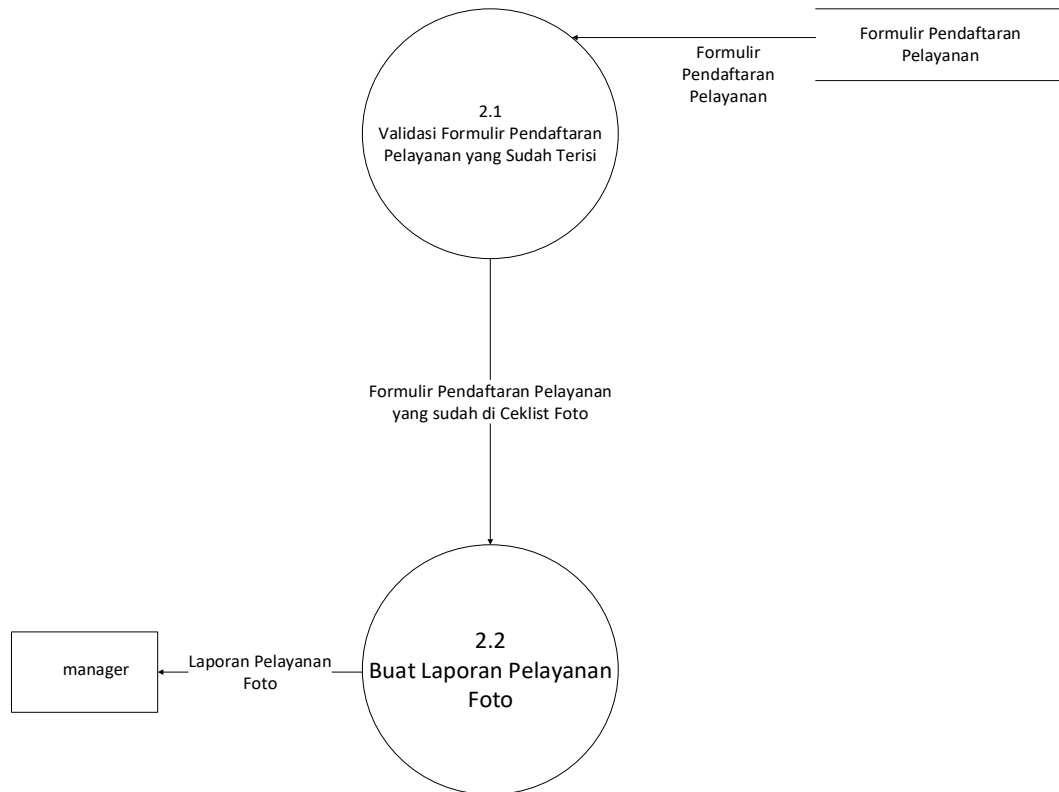 Formulir Pendaftaran
Pelayanan
Formulir
Pendaftaran
Pelayanan
2.1
Validasi Formulir Pendaftaran
Pelayanan yang Sudah Terisi
Formulir Pendaftaran Pelayanan
yang sudah di Ceklist Foto
2.2
Buat Laporan Pelayanan
Foto
Laporan Pelayanan
Foto
manager